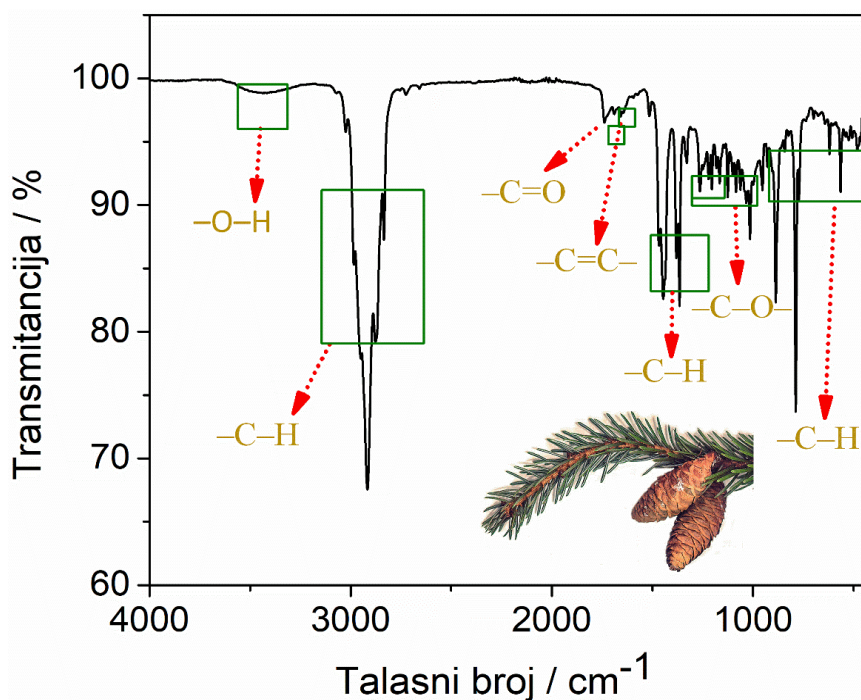 Transmitancija / %
100
90
80
70
60
4000
3000
2000
1000
Talasni broj / cm⁻¹
–O–H
–C–H
–C=O
–C=C–
–C–H
–C–O–
–C–H